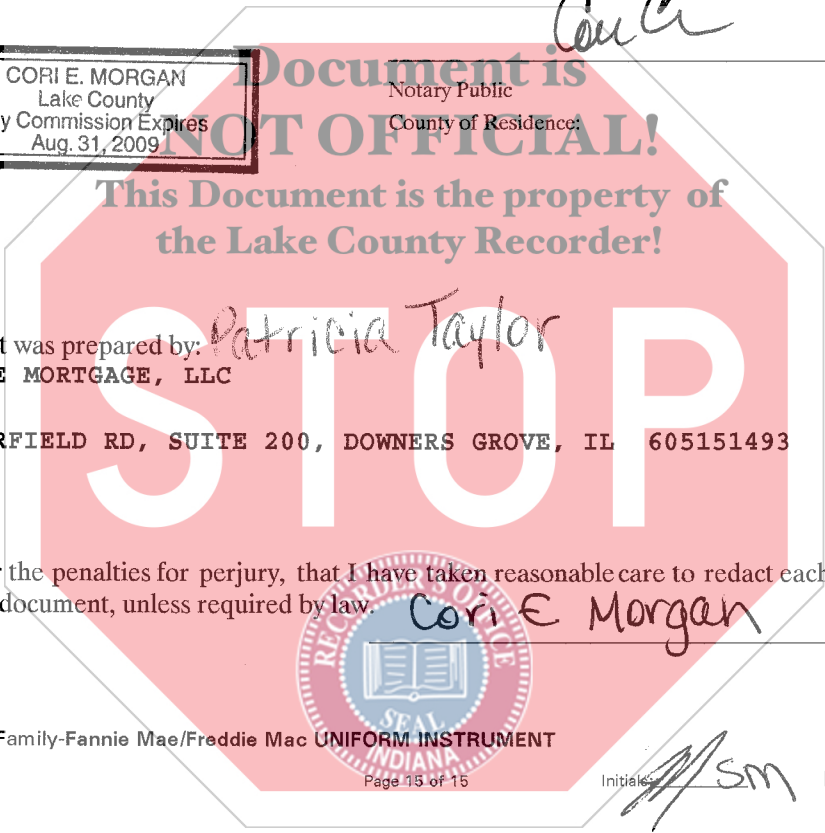 CORI E. MORGAN
Lake County
y Commission Expires
Aug. 31, 2009
Document is
NOT OFFICIAL!
This Document is the property of
the Lake County Recorder!
Notary Public
County of Residence:
STOP
t was prepared by: Patricia Taylor
E MORTGAGE, LLC
RFIELD RD, SUITE 200, DOWNERS GROVE, IL 605151493
the penalties for perjury, that I have taken reasonable care to redact each
document, unless required by law. Cori E Morgan
RECORDER'S OFFICE
SEAL
INDIANA
Family-Fannie Mae/Freddie Mac UNIFORM INSTRUMENT
Page 15 of 15
Initials: SM